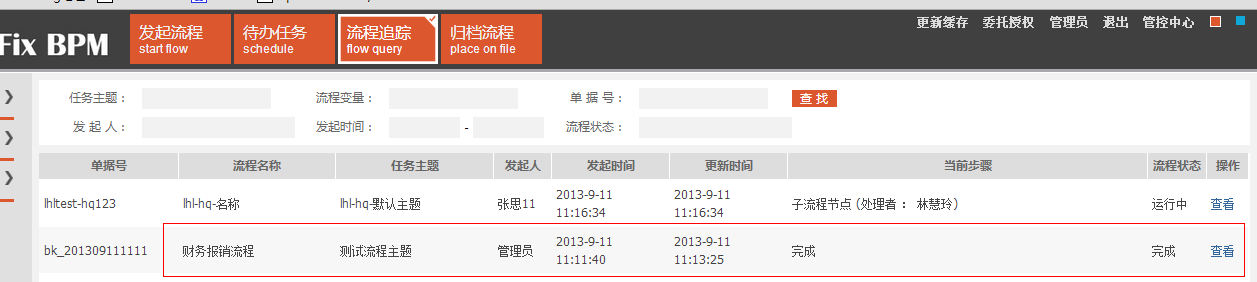 更新缓存 委托授权 管理员 退出 管控中心
Fix BPM
发起流程 待办任务 流程追踪 归档流程
start flow schedule flow query place on file
任务主题： 流程变量： 单 据 号： 查 找
发 起 人： 发起时间： - 流程状态：
单据号 流程名称 任务主题 发起人 发起时间 更新时间 当前步骤 流程状态 操作
lhltest-hq123 lhl-hq-名称 lhl-hq-默认主题 张思11 2013-9-11 2013-9-11 子流程节点(处理者 ： 林慧玲) 运行中 查看
11:16:34 11:16:34
bk_201309111111 财务报销流程 测试流程主题 管理员 2013-9-11 2013-9-11 完成 完成 查看
11:11:40 11:13:25